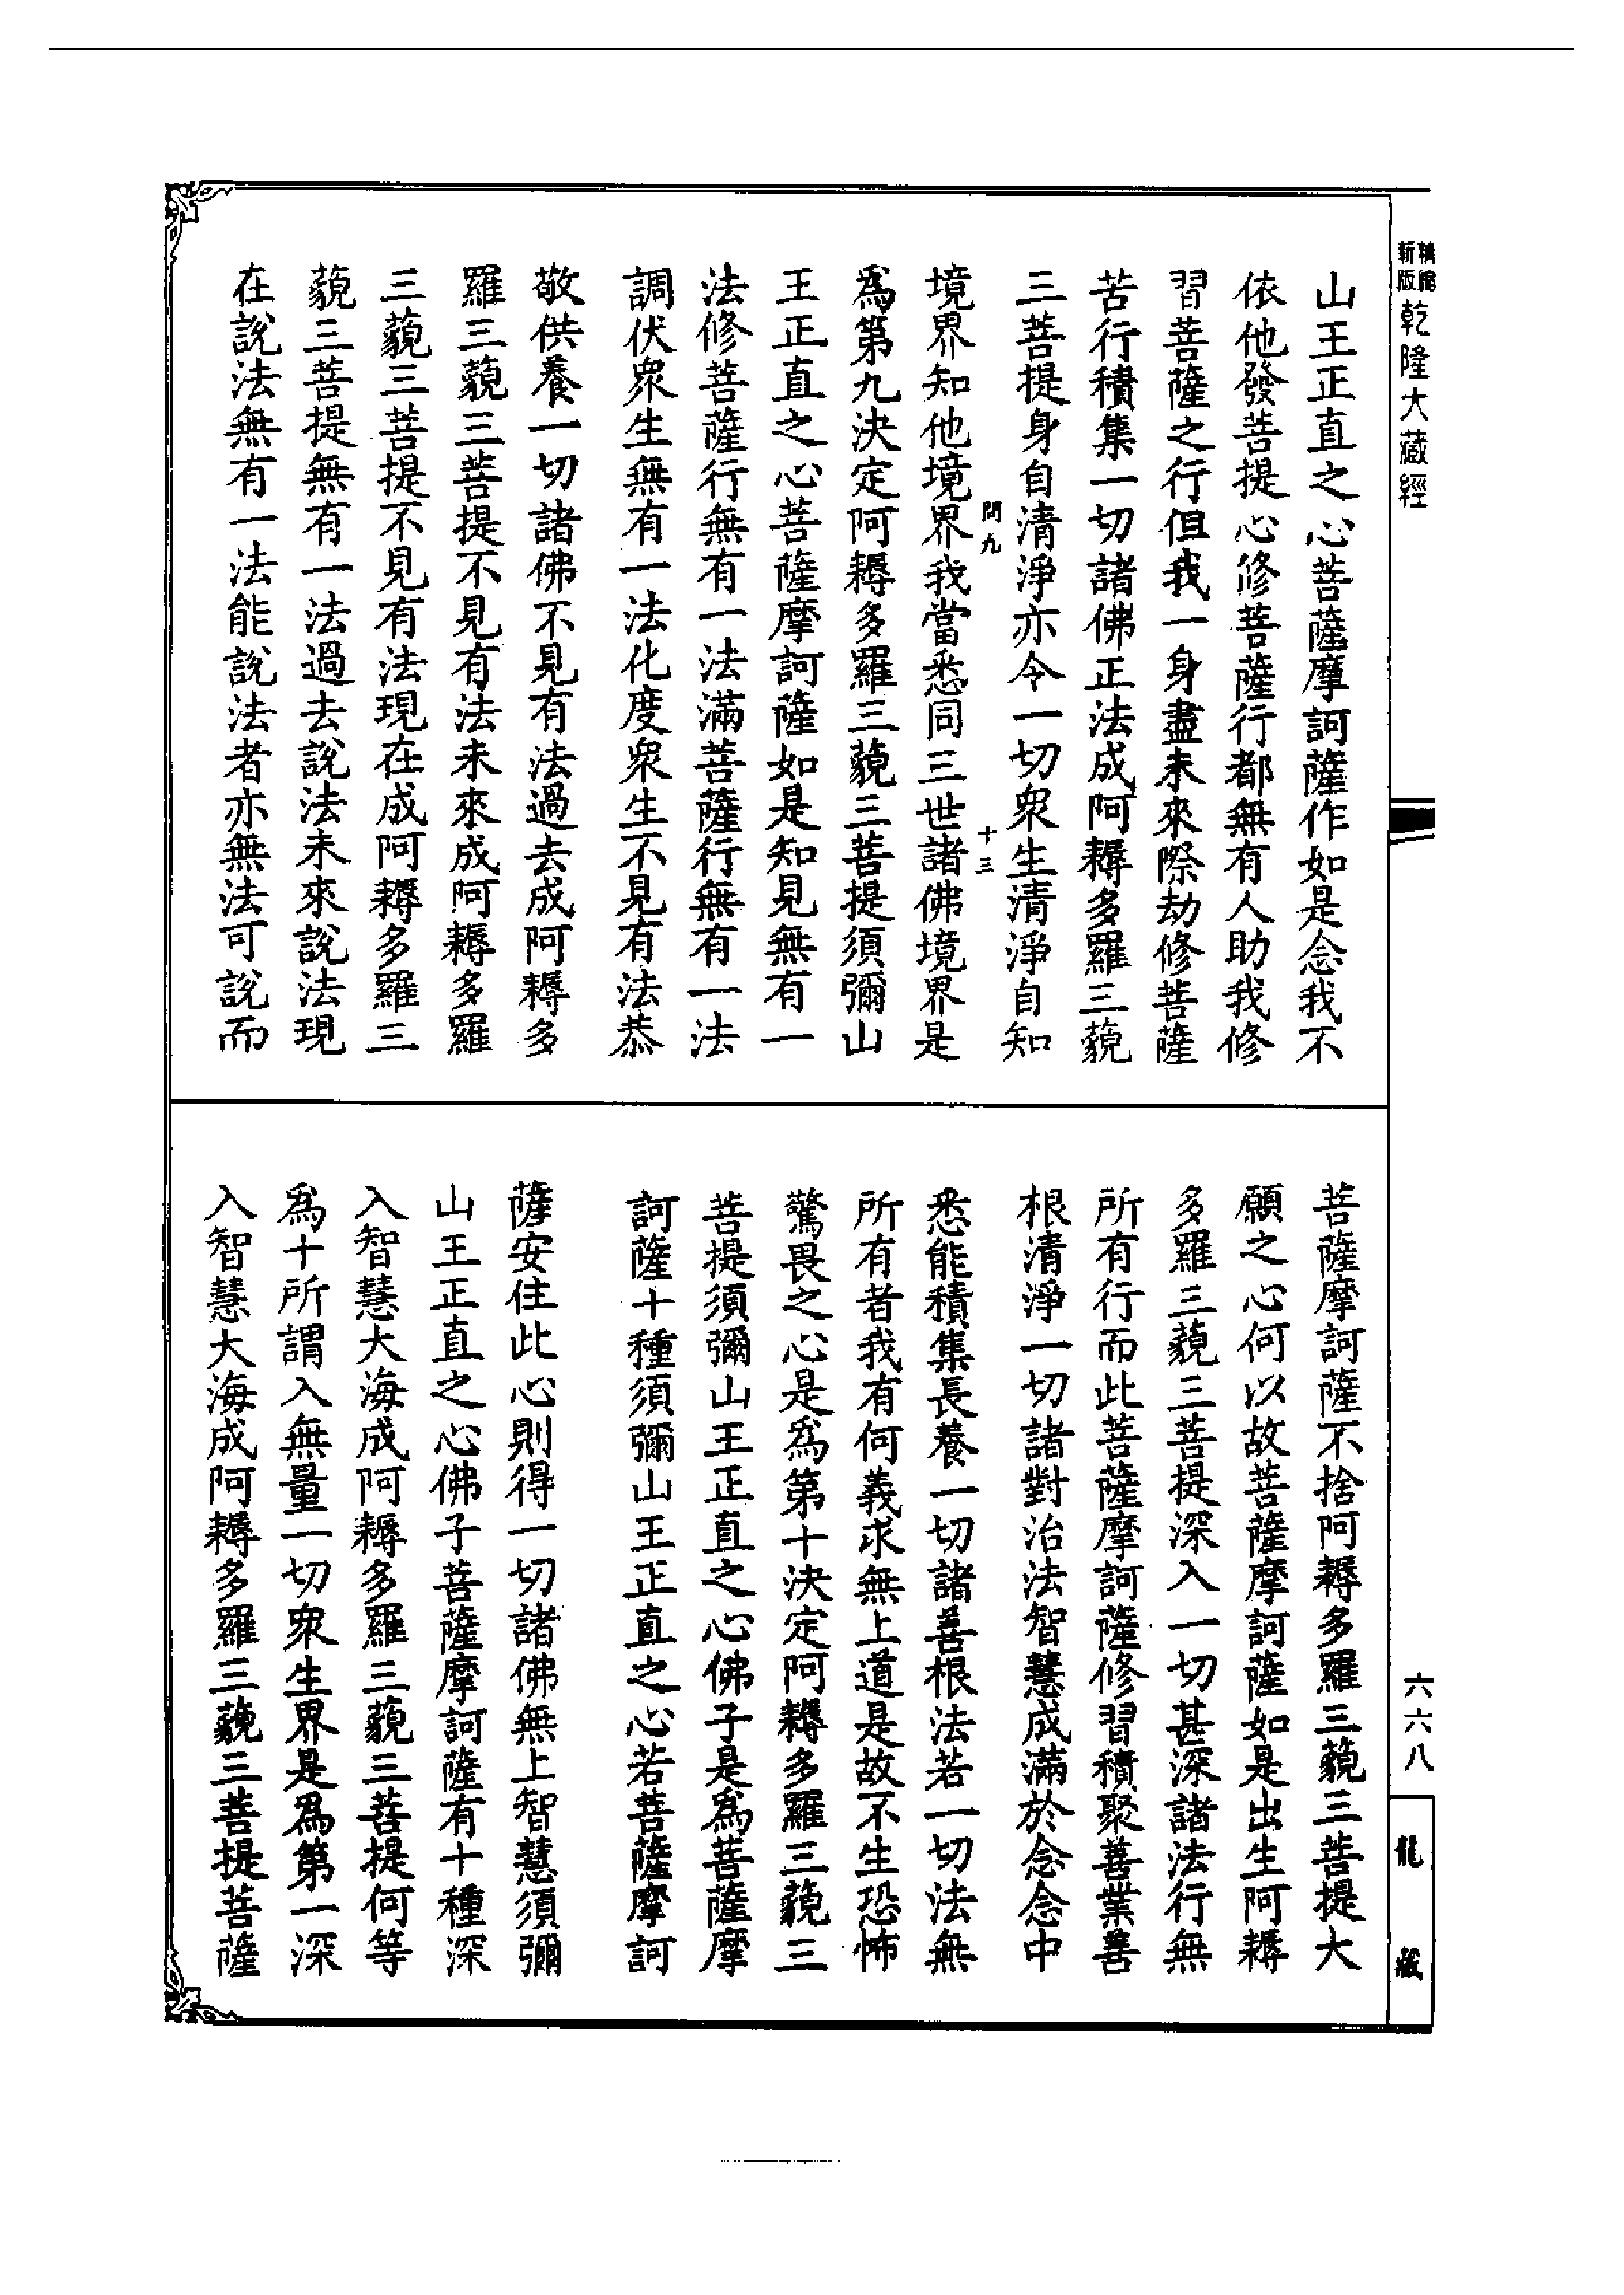 精縮
新版
乾隆大藏經
山王正直之心菩薩摩訶薩作如是念我不
依他發菩提心修菩薩行都無有人助我修
習菩薩之行但我一身盡未來際劫修菩薩
苦行積集一切諸佛正法成阿耨多羅三藐
三菩提身自清淨亦令一切衆生清淨自知
問九
十三
境界知他境界我當悉同三世諸佛境界是
爲第九決定阿耨多羅三藐三菩提須彌山
王正直之心菩薩摩訶薩如是知見無有一
法修菩薩行無有一法滿菩薩行無有一法
調伏衆生無有一法化度衆生不見有法恭
敬供養一切諸佛不見有法過去成阿耨多
羅三藐三菩提不見有法未來成阿耨多羅
三藐三菩提不見有法現在成阿耨多羅三
藐三菩提無有一法過去說法未來說法現
在說法無有一法能說法者亦無法可說而
菩薩摩訶薩不捨阿耨多羅三藐三菩提大
願之心何以故菩薩摩訶薩如是出生阿耨
多羅三藐三菩提深入一切甚深諸法行無
所有行而此菩薩摩訶薩修習積聚善業善
根清淨一切諸對治法智慧成滿於念念中
悉能積集長養一切諸善根法若一切法無
所有者我有何義求無上道是故不生恐怖
驚畏之心是爲第十決定阿耨多羅三藐三
菩提須彌山王正直之心佛子是爲菩薩摩
訶薩十種須彌山王正直之心若菩薩摩訶
薩安住此心則得一切諸佛無上智慧須彌
山王正直之心佛子菩薩摩訶薩有十種深
入智慧大海成阿耨多羅三藐三菩提何等
爲十所謂入無量一切衆生界是爲第一深
入智慧大海成阿耨多羅三藐三菩提菩薩
六六八
龍藏